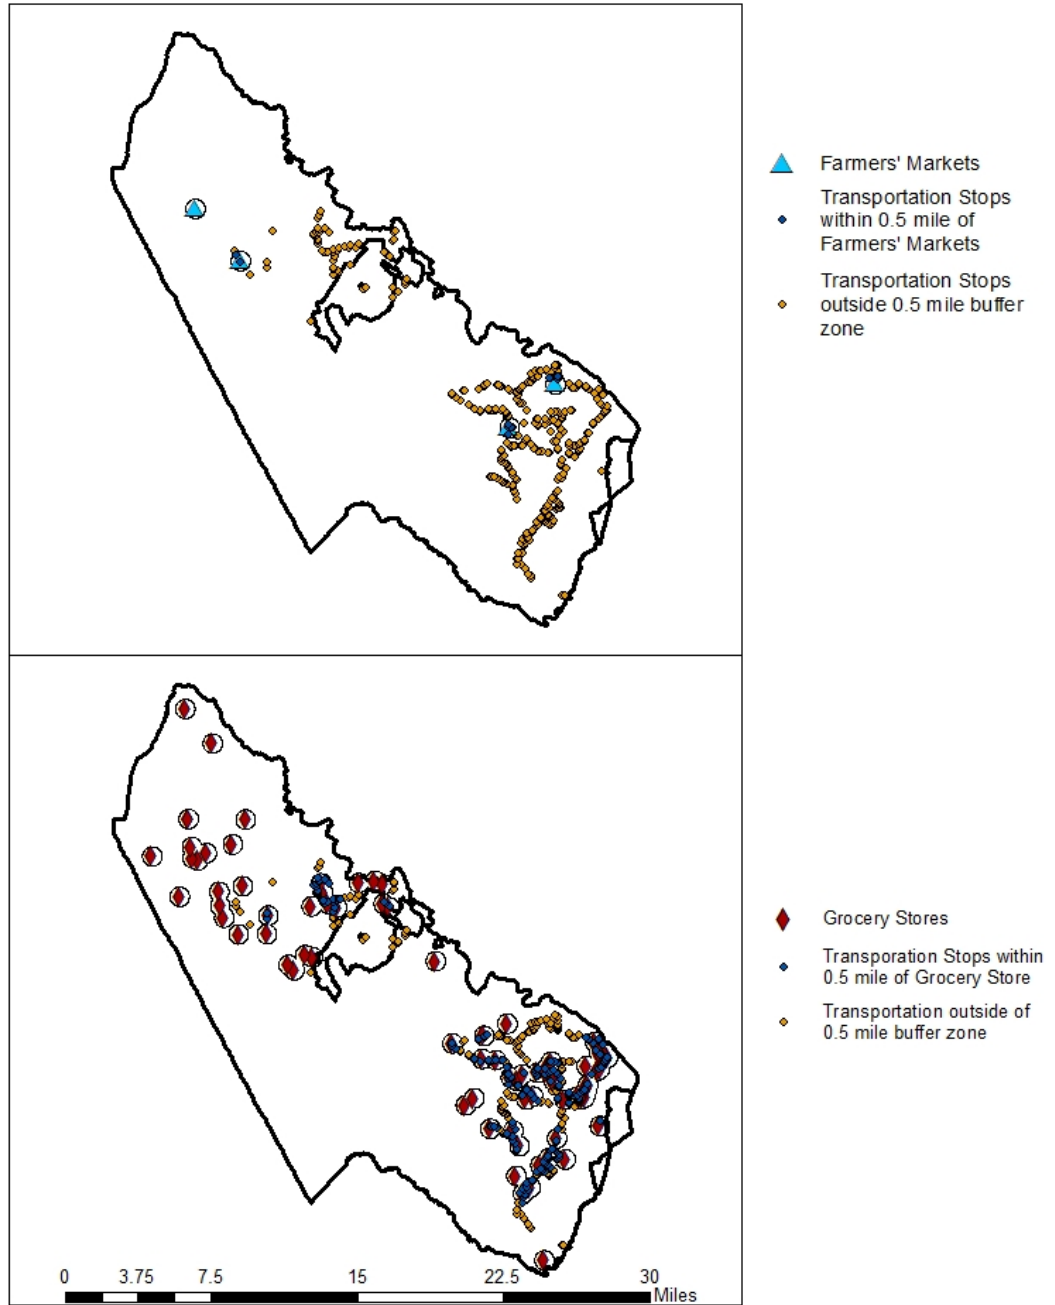 Farmers' Markets
Transportation Stops
within 0.5 mile of
Farmers' Markets
Transportation Stops
outside 0.5 mile buffer
zone
Grocery Stores
Transporation Stops within
0.5 mile of Grocery Store
Transportation outside of
0.5 mile buffer zone
0 3.75 7.5 15 22.5 30
Miles